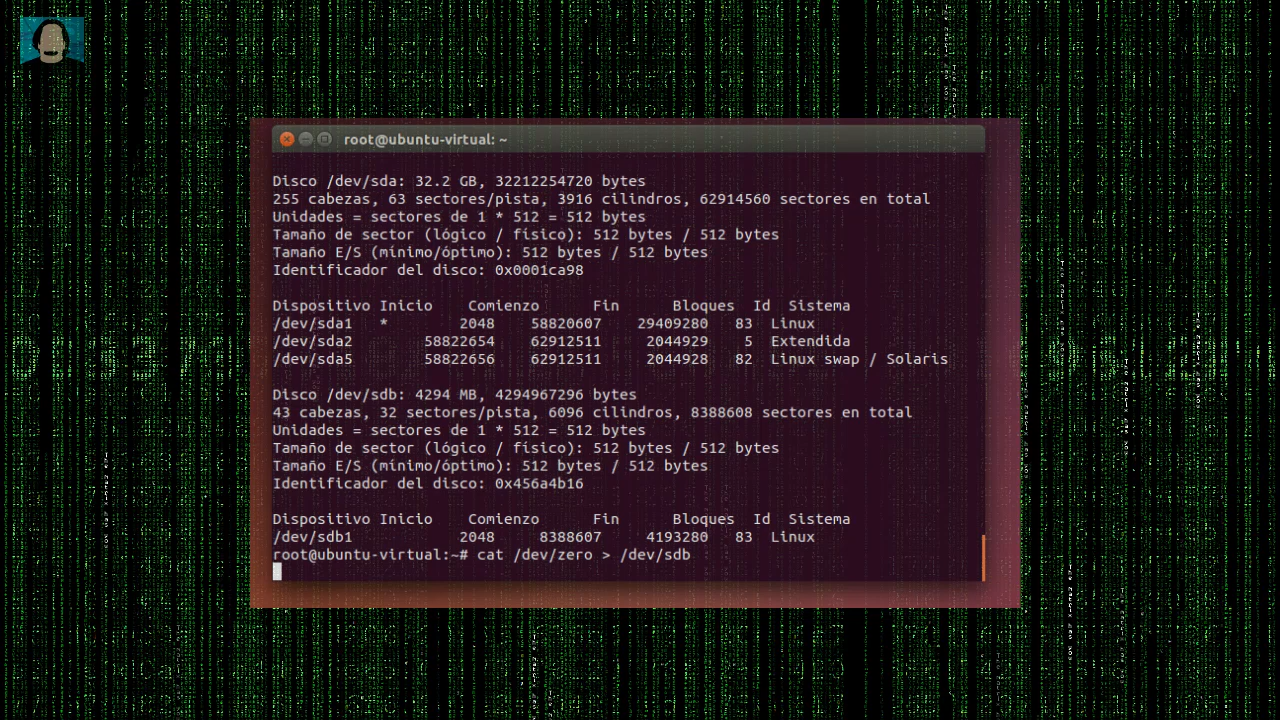 root@ubuntu-virtual: ~
Disco /dev/sda: 32.2 GB, 32212254720 bytes
255 cabezas, 63 sectores/pista, 3916 cilindros, 62914560 sectores en total
Unidades = sectores de 1 * 512 = 512 bytes
Tamaño de sector (lógico / físico): 512 bytes / 512 bytes
Tamaño E/S (mínimo/óptimo): 512 bytes / 512 bytes
Identificador del disco: 0x0001ca98
Dispositivo Inicio    Comienzo      Fin      Bloques  Id  Sistema
/dev/sda1   *        2048    58820607    29409280   83  Linux
/dev/sda2        58822654    62912511     2044929    5  Extendida
/dev/sda5        58822656    62912511     2044928   82  Linux swap / Solaris
Disco /dev/sdb: 4294 MB, 4294967296 bytes
43 cabezas, 32 sectores/pista, 6096 cilindros, 8388608 sectores en total
Unidades = sectores de 1 * 512 = 512 bytes
Tamaño de sector (lógico / físico): 512 bytes / 512 bytes
Tamaño E/S (mínimo/óptimo): 512 bytes / 512 bytes
Identificador del disco: 0x456a4b16
Dispositivo Inicio    Comienzo      Fin      Bloques  Id  Sistema
/dev/sdb1            2048     8388607     4193280   83  Linux
root@ubuntu-virtual:~# cat /dev/zero > /dev/sdb